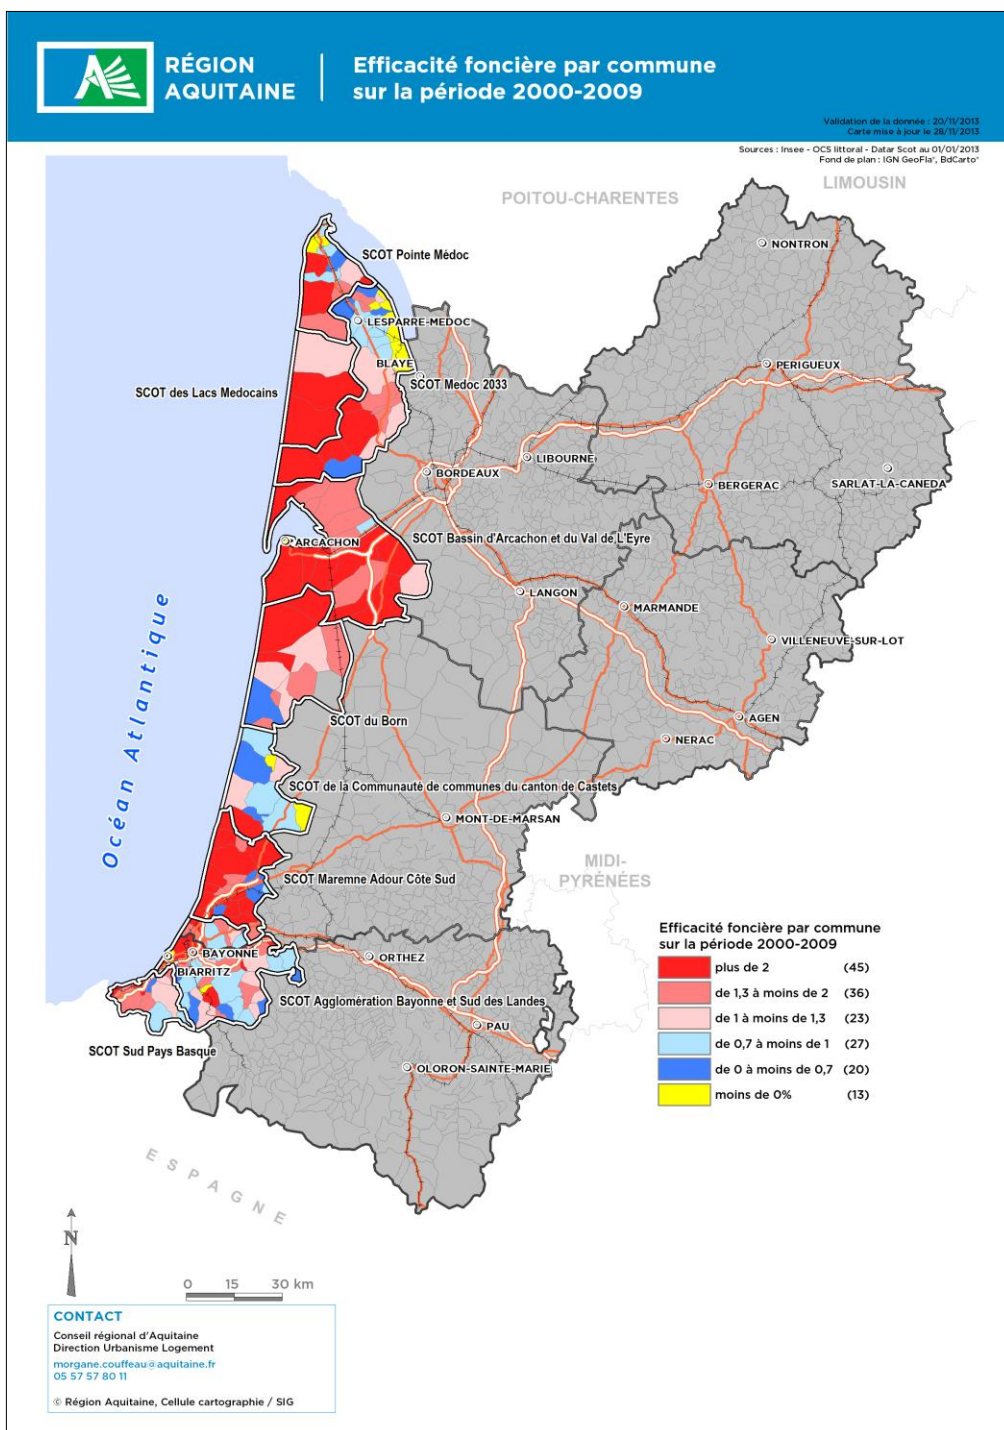 RÉGION
AQUITAINE
Efficacité foncière par commune
sur la période 2000-2009
Validation de la donnée : 20/11/2013
Carte mise à jour le 28/11/2013
Sources : Insee - OCS littoral - Datar Scot au 01/01/2013
Fond de plan : IGN GeoFla®, BdCarto®
POITOU-CHARENTES
LIMOUSIN
NONTRON
SCOT Pointe Médoc
LESPARRE-MEDOC
BLAYE
PERIGUEUX
SCOT Medoc 2033
SCOT des Lacs Medocains
LIBOURNE
BORDEAUX
BERGERAC
SARLAT-LA-CANEDA
ARCACHON
SCOT Bassin d'Arcachon et du Val de L'Eyre
LANGON
MARMANDE
VILLENEUVE-SUR-LOT
Océan Atlantique
SCOT du Born
AGEN
NERAC
SCOT de la Communauté de communes du canton de Castets
MONT-DE-MARSAN
MIDI-
PYRÉNÉES
SCOT Maremne Adour Côte Sud
BAYONNE
ORTHEZ
BIARRITZ
SCOT Agglomération Bayonne et Sud des Landes
PAU
SCOT Sud Pays Basque
OLORON-SAINTE-MARIE
ESPAGNE
Efficacité foncière par commune
sur la période 2000-2009
plus de 2 (45)
de 1,3 à moins de 2 (36)
de 1 à moins de 1,3 (23)
de 0,7 à moins de 1 (27)
de 0 à moins de 0,7 (20)
moins de 0% (13)
N
0 15 30 km
CONTACT
Conseil régional d'Aquitaine
Direction Urbanisme Logement
morgane.couffeau@aquitaine.fr
05 57 57 80 11
© Région Aquitaine, Cellule cartographie / SIG